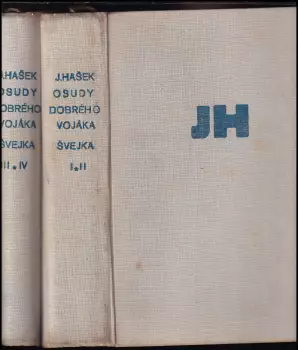 J.HAŠEK
OSUDY
DOBRÉHO
VOJÁKA
ŠVEJKA
III.IV
J.HAŠEK
OSUDY
DOBRÉHO
VOJÁKA
ŠVEJKA
I.II
JH